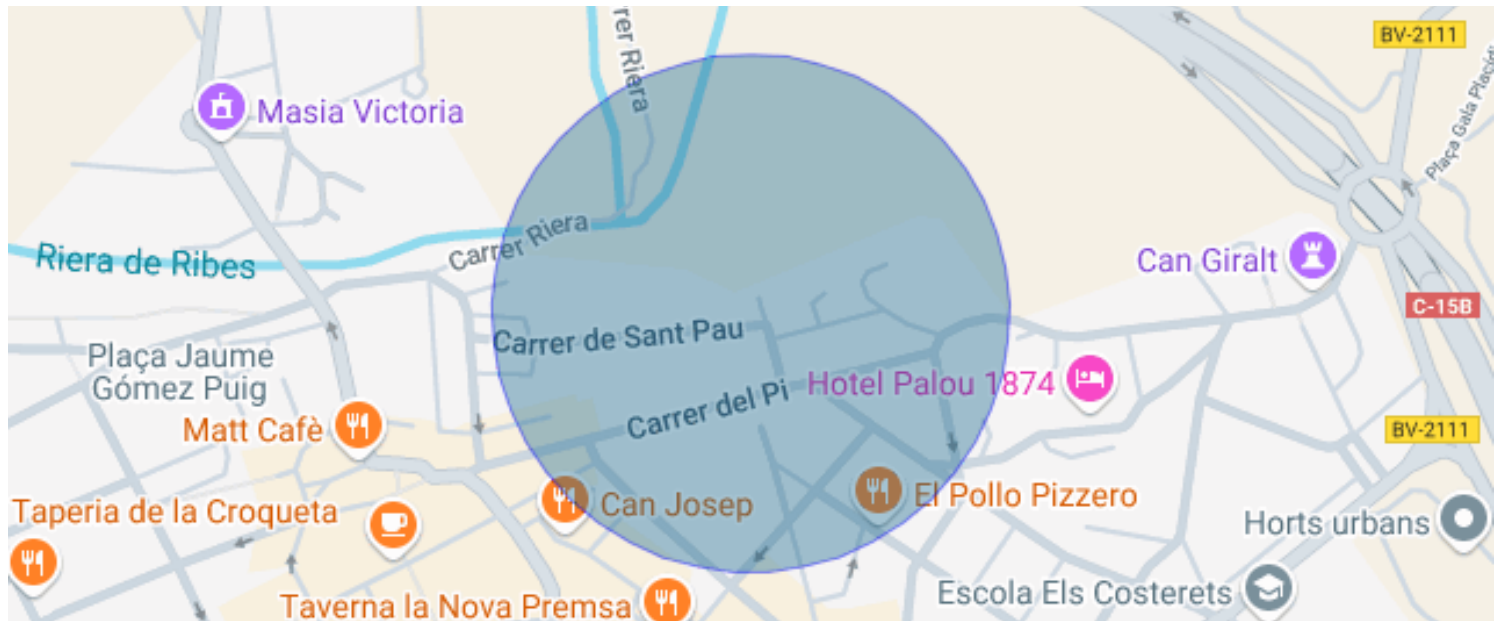 rer Riera
BV-2111
Masia Victoria
Plaça Gala Placídi
Carrer Riera
Riera de Ribes
Can Giralt
C-15B
Carrer de Sant Pau
Plaça Jaume
Gómez Puig
Hotel Palou 1874
Carrer del Pi
Matt Cafè
BV-2111
Taperia de la Croqueta
Can Josep
El Pollo Pizzero
Horts urbans
Escola Els Costerets
Taverna la Nova Premsa